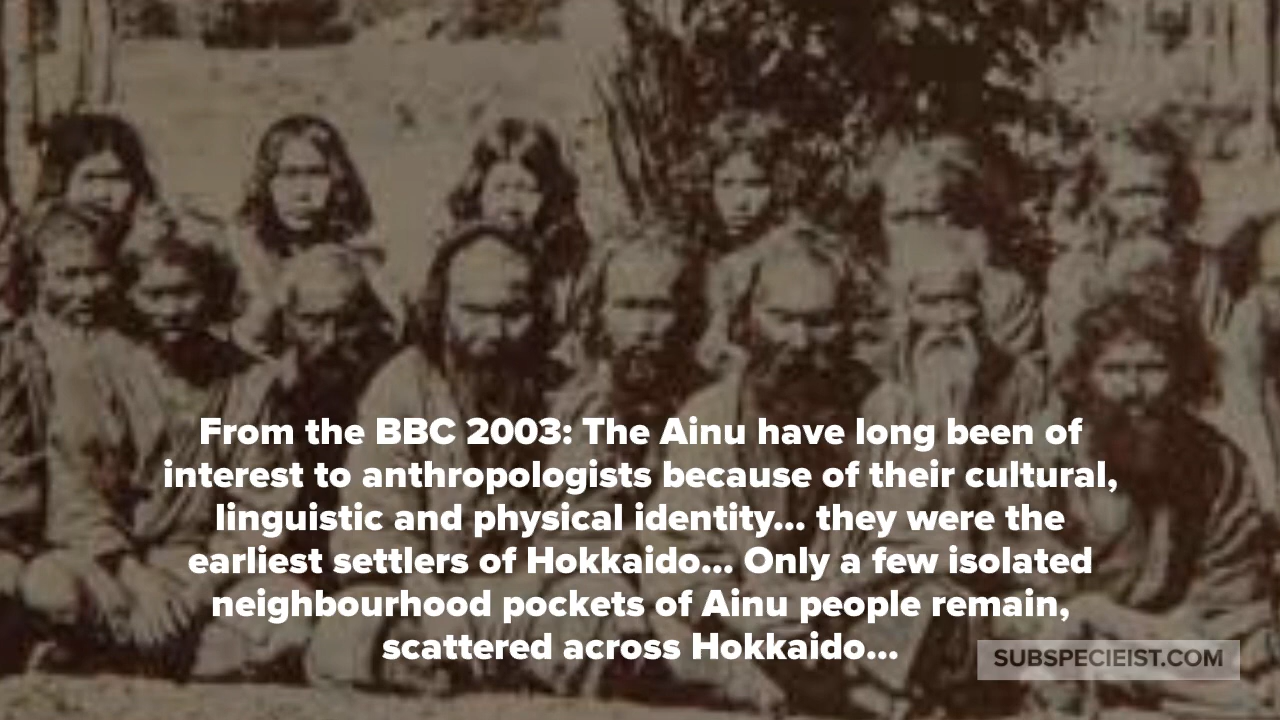 From the BBC 2003: The Ainu have long been of
interest to anthropologists because of their cultural,
linguistic and physical identity... they were the
earliest settlers of Hokkaido... Only a few isolated
neighbourhood pockets of Ainu people remain,
scattered across Hokkaido...
SUBSPECIEIST.COM